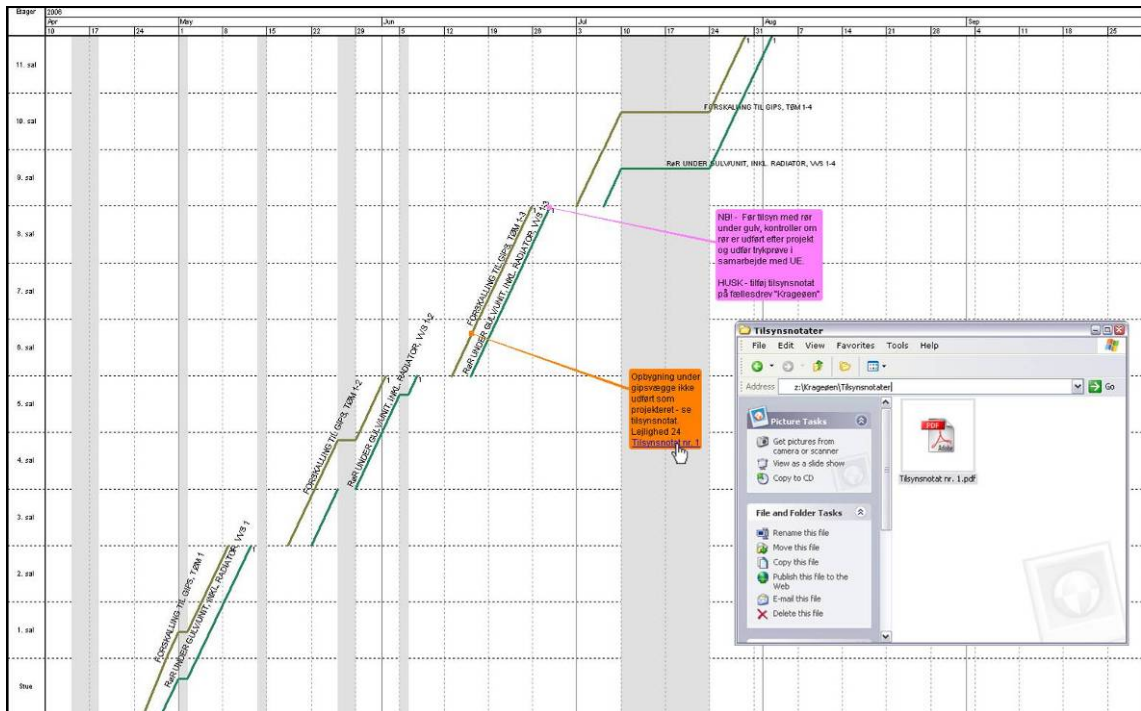 Etager
2006
Apr May Jun Jul Aug Sep
10 17 24 1 8 15 22 29 5 12 19 28 3 10 17 24 31 7 14 21 28 4 11 18 25
11. sal
10. sal
9. sal
8. sal
7. sal
6. sal
5. sal
4. sal
3. sal
2. sal
1. sal
Stue
FORSKALLING TIL GIPS, TØM 1-4
RøR UNDER GULV/UNIT, INKL. RADIATOR, VVS 1-4
FORSKALLING TIL GIPS, TØM 1-3
RøR UNDER GULV/UNIT, INKL. RADIATOR, VVS 1-3
FORSKALLING TIL GIPS, TØM 1-2
RøR UNDER GULV/UNIT, INKL. RADIATOR, VVS 1-2
FORSKALLING TIL GIPS, TØM 1
RøR UNDER GULV/UNIT, INKL. RADIATOR, VVS 1
1
1
1
1
1
1
1
1
NB! - Før tilsyn med rør
under gulv, kontroller om
rør er udført efter projekt
og udfør trykprøve i
samarbejde med UE.
HUSK - tilføj tilsynsnotat
på fællesdrev "Krageøen"
Opbygning under
gipsvægge ikke
udført som
projekteret - se
tilsynsnotat.
Lejlighed 24
Tilsynsnotat nr. 1
Tilsynsnotater
File Edit View Favorites Tools Help
Address z:\Krageøen\Tilsynsnotater Go
Picture Tasks
Get pictures from
camera or scanner
View as a slide show
Copy to CD
File and Folder Tasks
Rename this file
Move this file
Copy this file
Publish this file to the
Web
E-mail this file
Delete this file
PDF
Adobe
Tilsynsnotat nr. 1.pdf